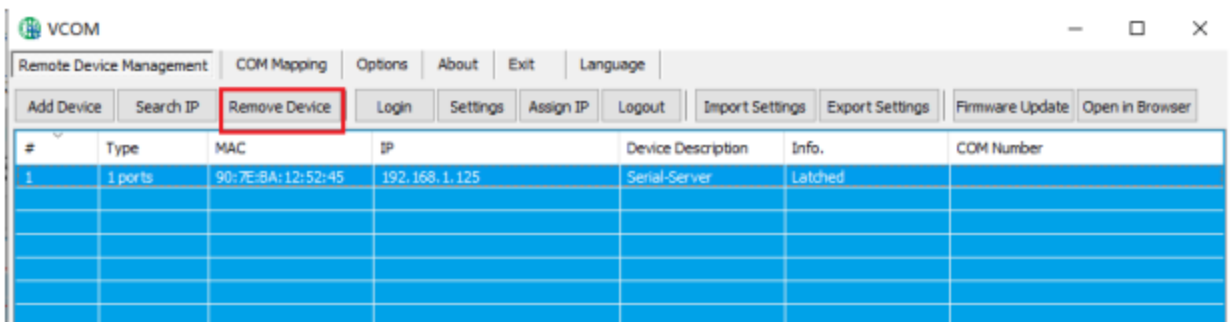 VCOM
Remote Device Management COM Mapping Options About Exit Language
Add Device Search IP Remove Device Login Settings Assign IP Logout Import Settings Export Settings Firmware Update Open in Browser
# Type MAC IP Device Description Info. COM Number
1 1 ports 90:7E:BA:12:52:45 192.168.1.125 Serial-Server Latched